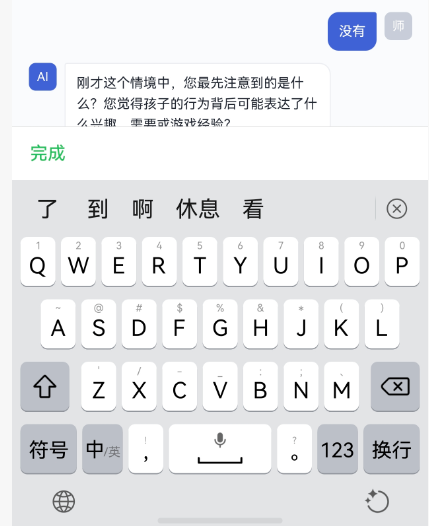 没有
师
AI
刚才这个情境中，您最先注意到的是什
么？您觉得孩子的行为背后可能表达了什
么兴趣、需要或游戏经验？
完成
了 到 啊 休息 看
1 2 3 4 5 6 7 8 9 0
Q W E R T Y U I O P
~ @ # $ % & * ( )
A S D F G H J K L
' / - _ : ; 、
Z X C V B N M
! ?
符号 中/英 ， 。 123 换行